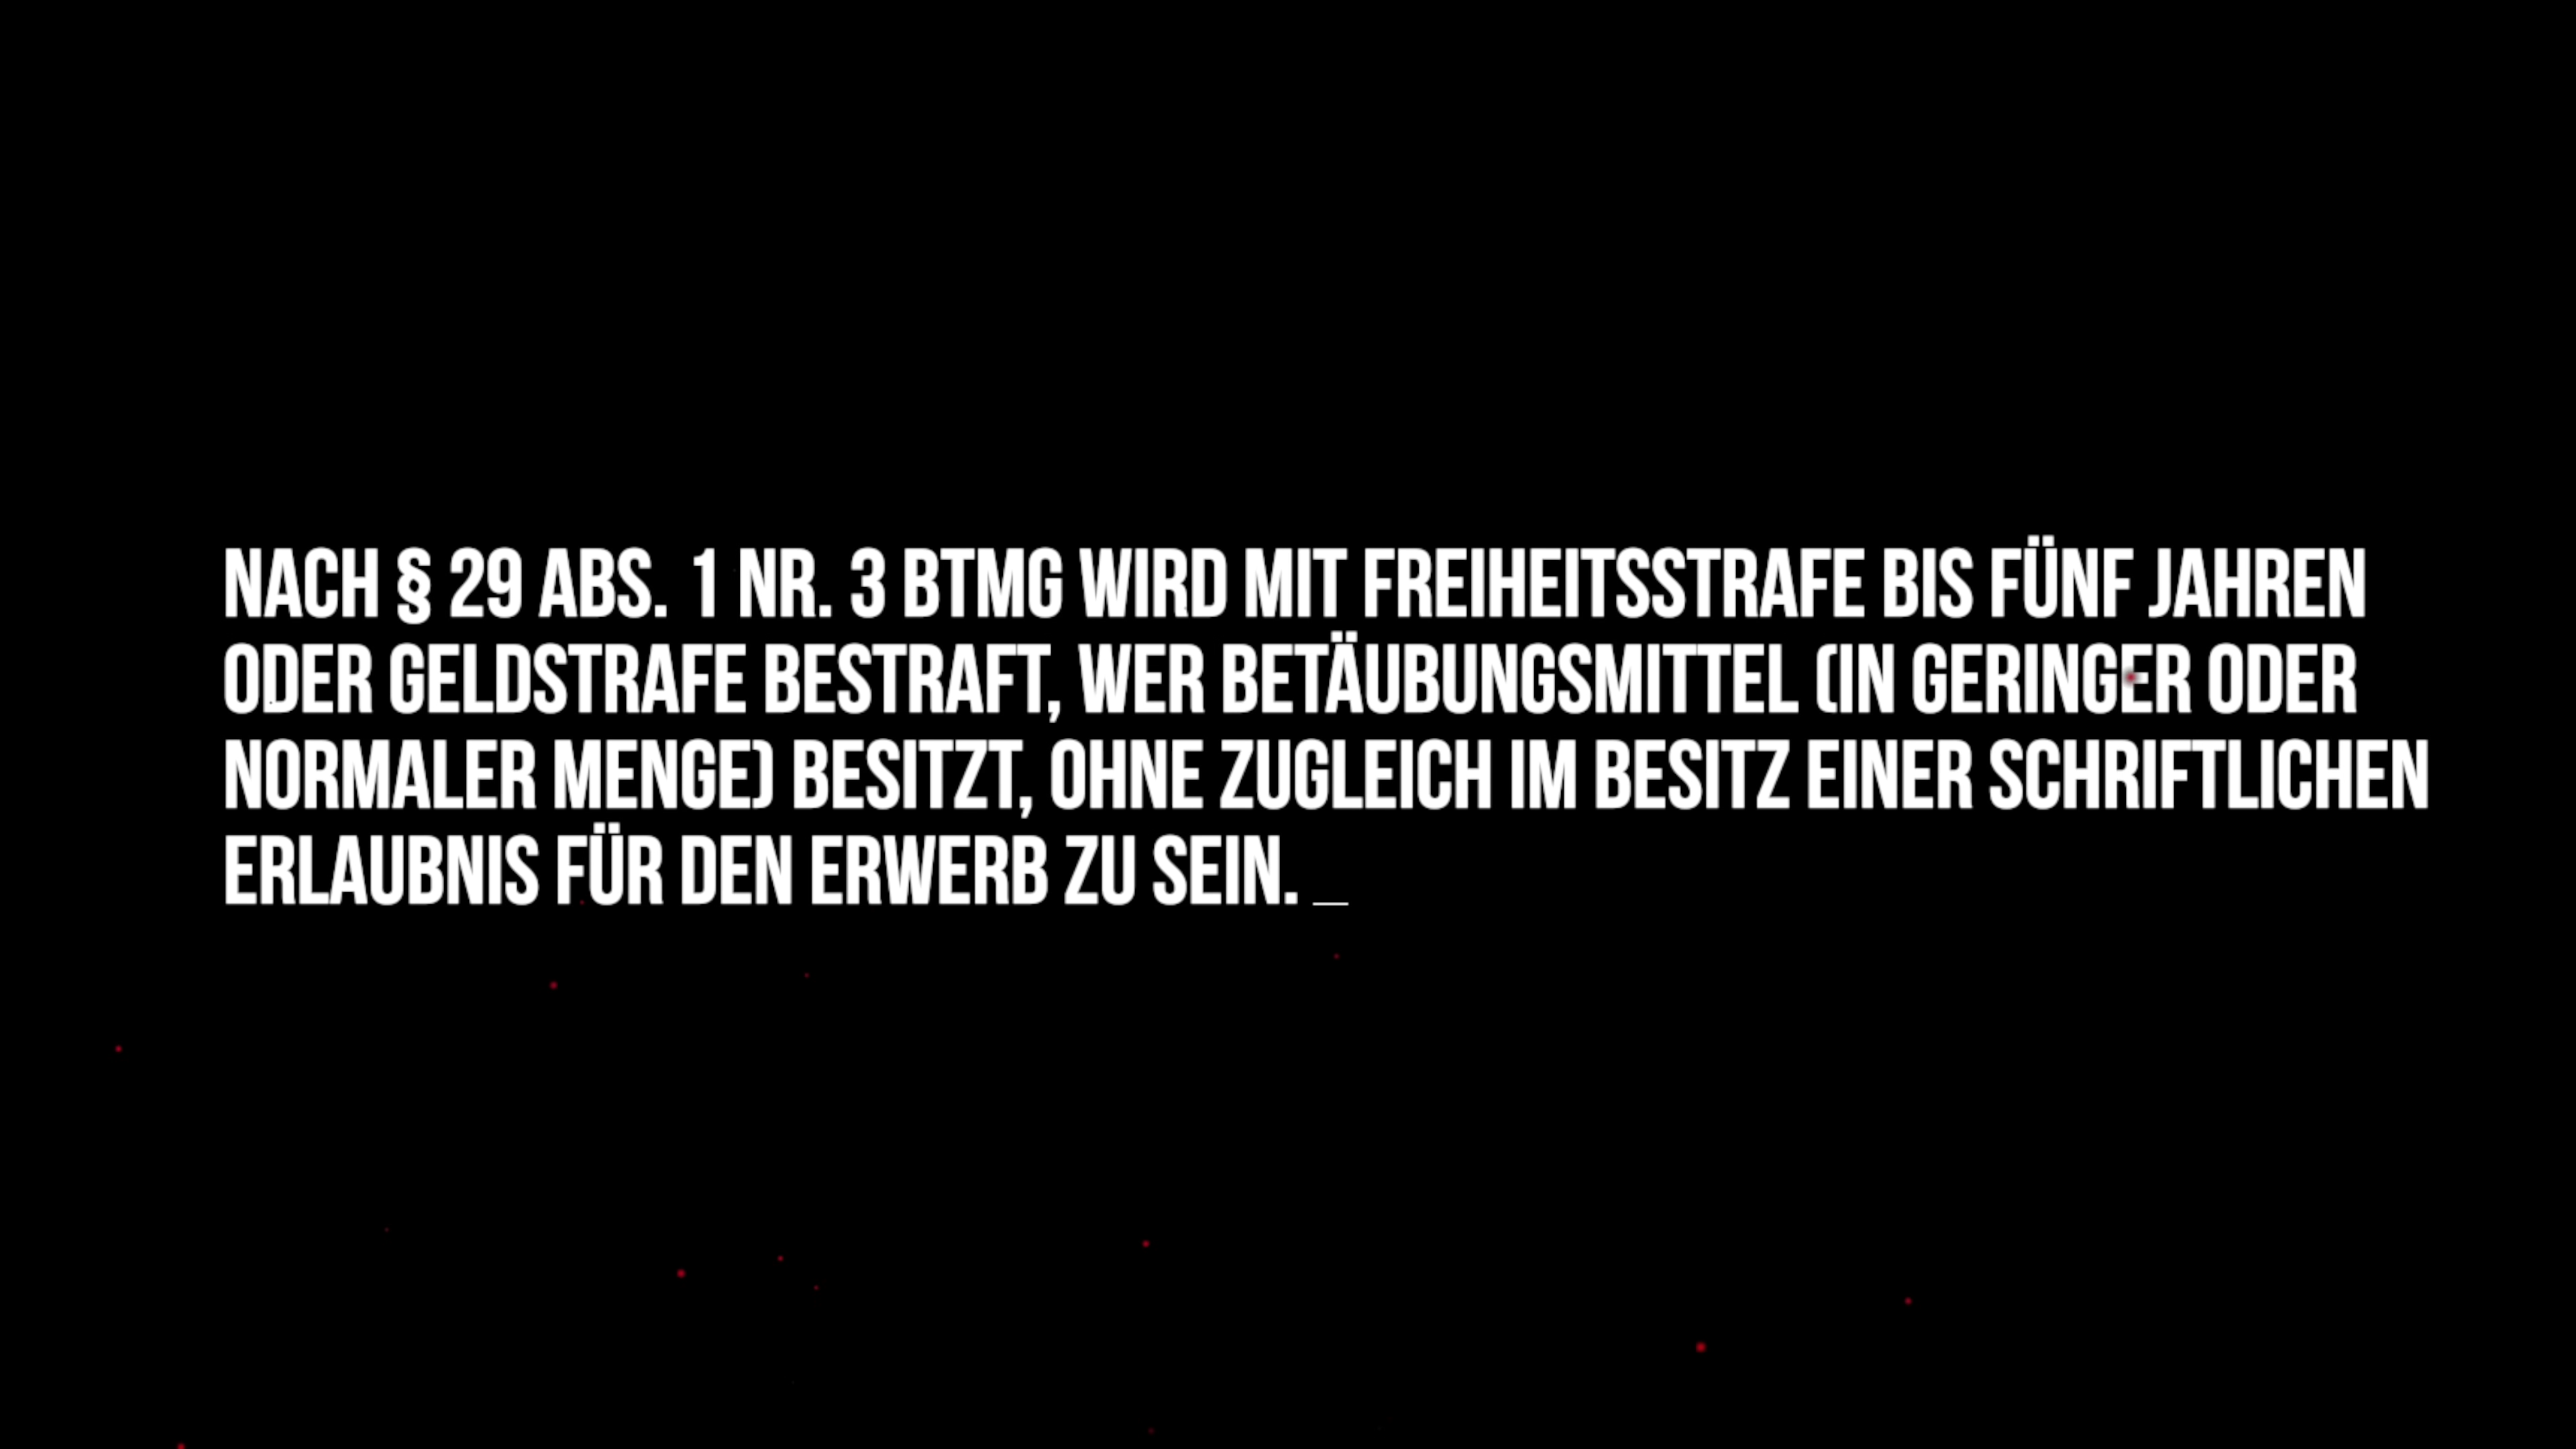 NACH § 29 ABS. 1 NR. 3 BTMG WIRD MIT FREIHEITSSTRAFE BIS FÜNF JAHREN
ODER GELDSTRAFE BESTRAFT, WER BETÄUBUNGSMITTEL (IN GERINGER ODER
NORMALER MENGE) BESITZT, OHNE ZUGLEICH IM BESITZ EINER SCHRIFTLICHEN
ERLAUBNIS FÜR DEN ERWERB ZU SEIN. _